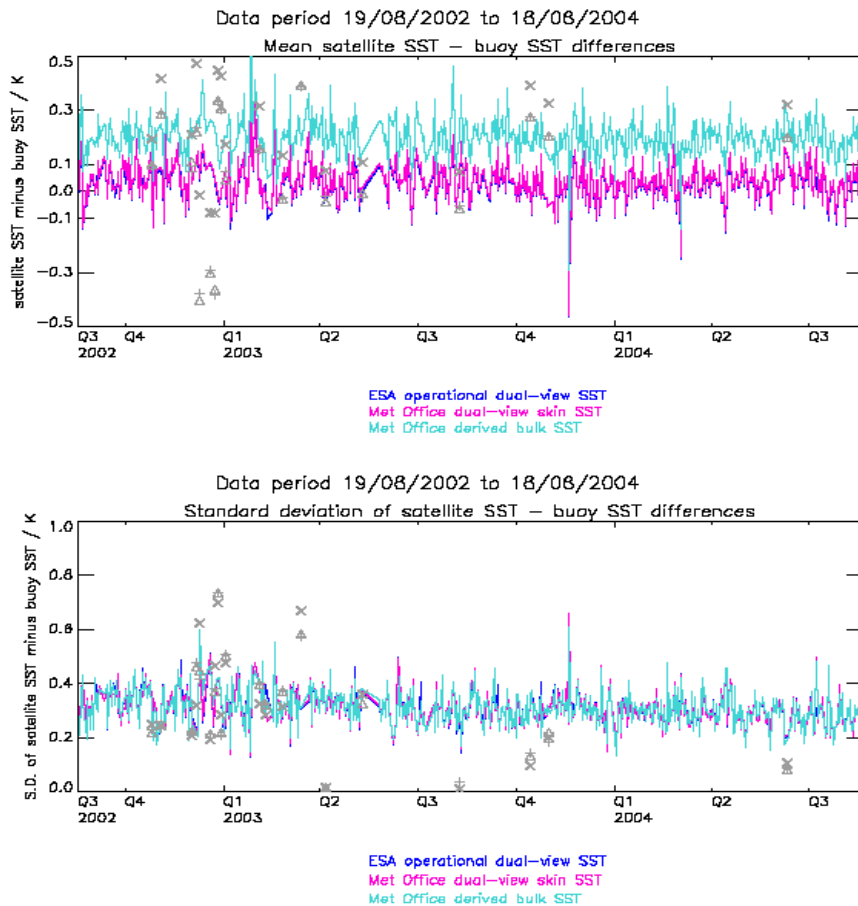 Data period 19/08/2002 to 18/08/2004
Mean satellite SST – buoy SST differences
satellite SST minus buoy SST / K
0.5
0.3
0.1
0.0
−0.1
−0.3
−0.5
Q3 Q4 Q1 Q2 Q3 Q4 Q1 Q2 Q3
2002 2003 2004
ESA operational dual–view SST
Met Office dual–view skin SST
Met Office derived bulk SST
Data period 19/08/2002 to 18/08/2004
Standard deviation of satellite SST – buoy SST differences
S.D. of satellite SST minus buoy SST / K
1.0
0.8
0.6
0.4
0.2
0.0
Q3 Q4 Q1 Q2 Q3 Q4 Q1 Q2 Q3
2002 2003 2004
ESA operational dual–view SST
Met Office dual–view skin SST
Met Office derived bulk SST